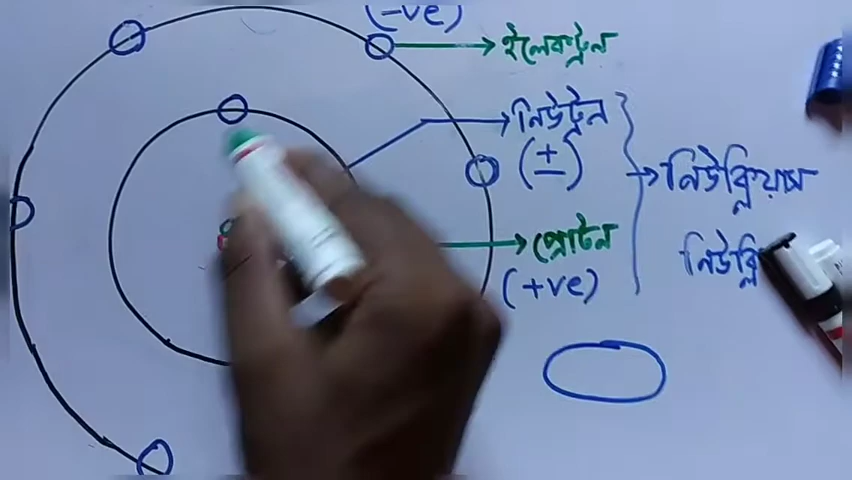 (-ve)
ইলেকট্রন
নিউট্রন
(±)
নিউক্লিয়াস
প্রোটন
(+ve)